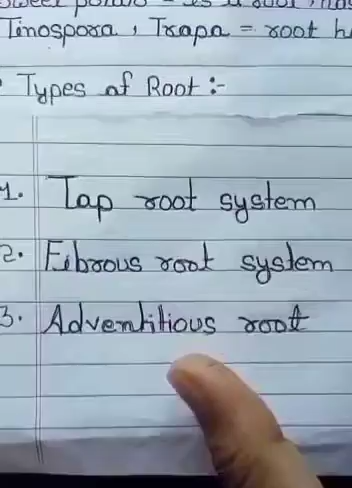 Tinospora, Trapa = root h
Types of Root :-
1. Tap root system
2. Fibrous root system
3. Adventitious root